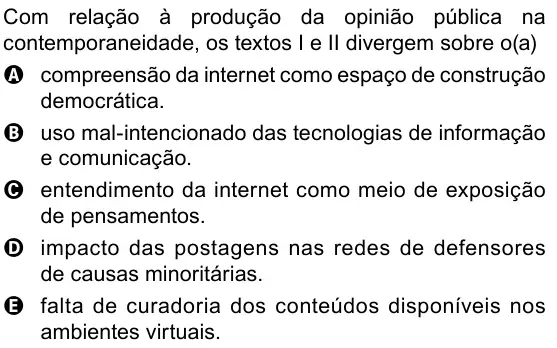 Com relação à produção da opinião pública na
contemporaneidade, os textos I e II divergem sobre o(a)
A compreensão da internet como espaço de construção
democrática.
B uso mal-intencionado das tecnologias de informação
e comunicação.
C entendimento da internet como meio de exposição
de pensamentos.
D impacto das postagens nas redes de defensores
de causas minoritárias.
E falta de curadoria dos conteúdos disponíveis nos
ambientes virtuais.